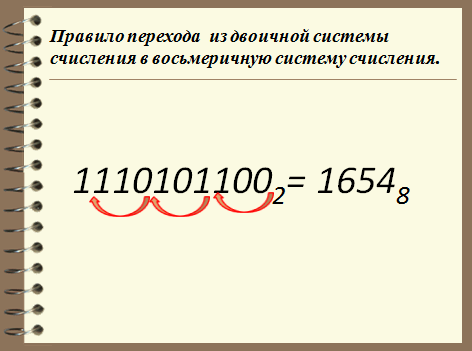 Правило перехода из двоичной системы
счисления в восьмеричную систему счисления.
1110101100₂= 1654₈